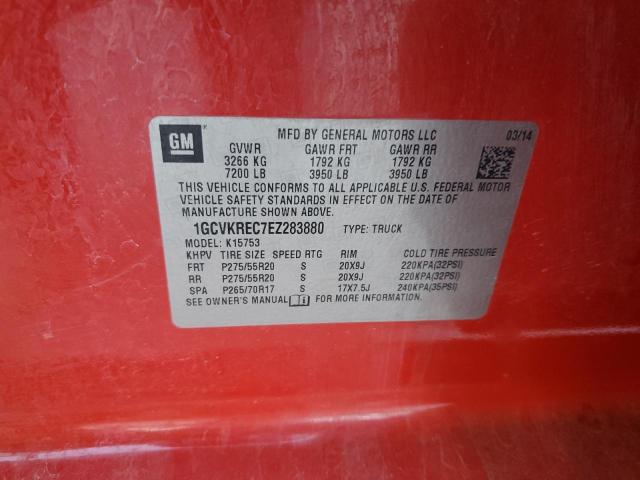 GM
MFD BY GENERAL MOTORS LLC 03/14
GVWR GAWR FRT GAWR RR
3266 KG 1792 KG 1792 KG
7200 LB 3950 LB 3950 LB
THIS VEHICLE CONFORMS TO ALL APPLICABLE U.S. FEDERAL MOTOR
VEHICLE SAFETY STANDARDS IN EFFECT ON THE DATE OF
MANUFACTURE SHOWN ABOVE.
1GCVKREC7EZ283880 TYPE: TRUCK
MODEL: K15753
KHPV TIRE SIZE SPEED RTG RIM COLD TIRE PRESSURE
FRT P275/55R20 S 20X9J 220KPA(32PSI)
RR P275/55R20 S 20X9J 220KPA(32PSI)
SPA P265/70R17 S 17X7.5J 240KPA(35PSI)
SEE OWNER'S MANUAL FOR MORE INFORMATION.